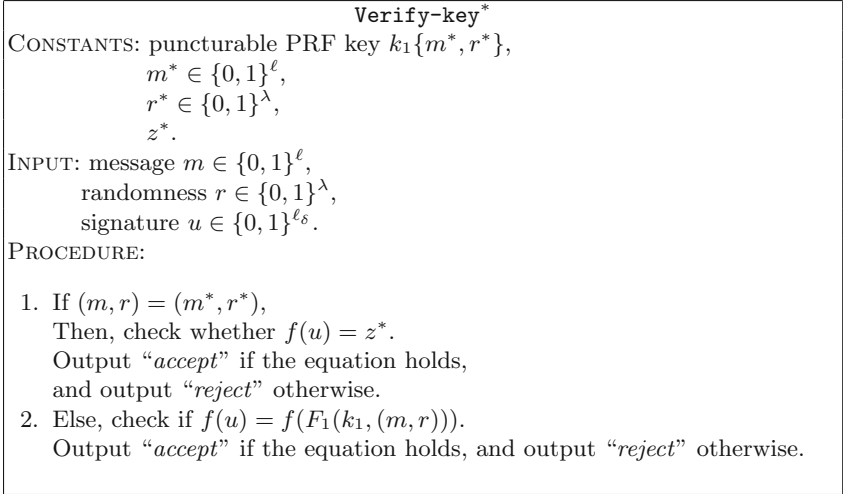 Verify-key*
CONSTANTS: puncturable PRF key k₁{m*, r*},
m* ∈ {0, 1}^ℓ,
r* ∈ {0, 1}^λ,
z*.
INPUT: message m ∈ {0, 1}^ℓ,
randomness r ∈ {0, 1}^λ,
signature u ∈ {0, 1}^{ℓ_δ}.
PROCEDURE:
1. If (m, r) = (m*, r*),
Then, check whether f(u) = z*.
Output “accept” if the equation holds,
and output “reject” otherwise.
2. Else, check if f(u) = f(F₁(k₁, (m, r))).
Output “accept” if the equation holds, and output “reject” otherwise.